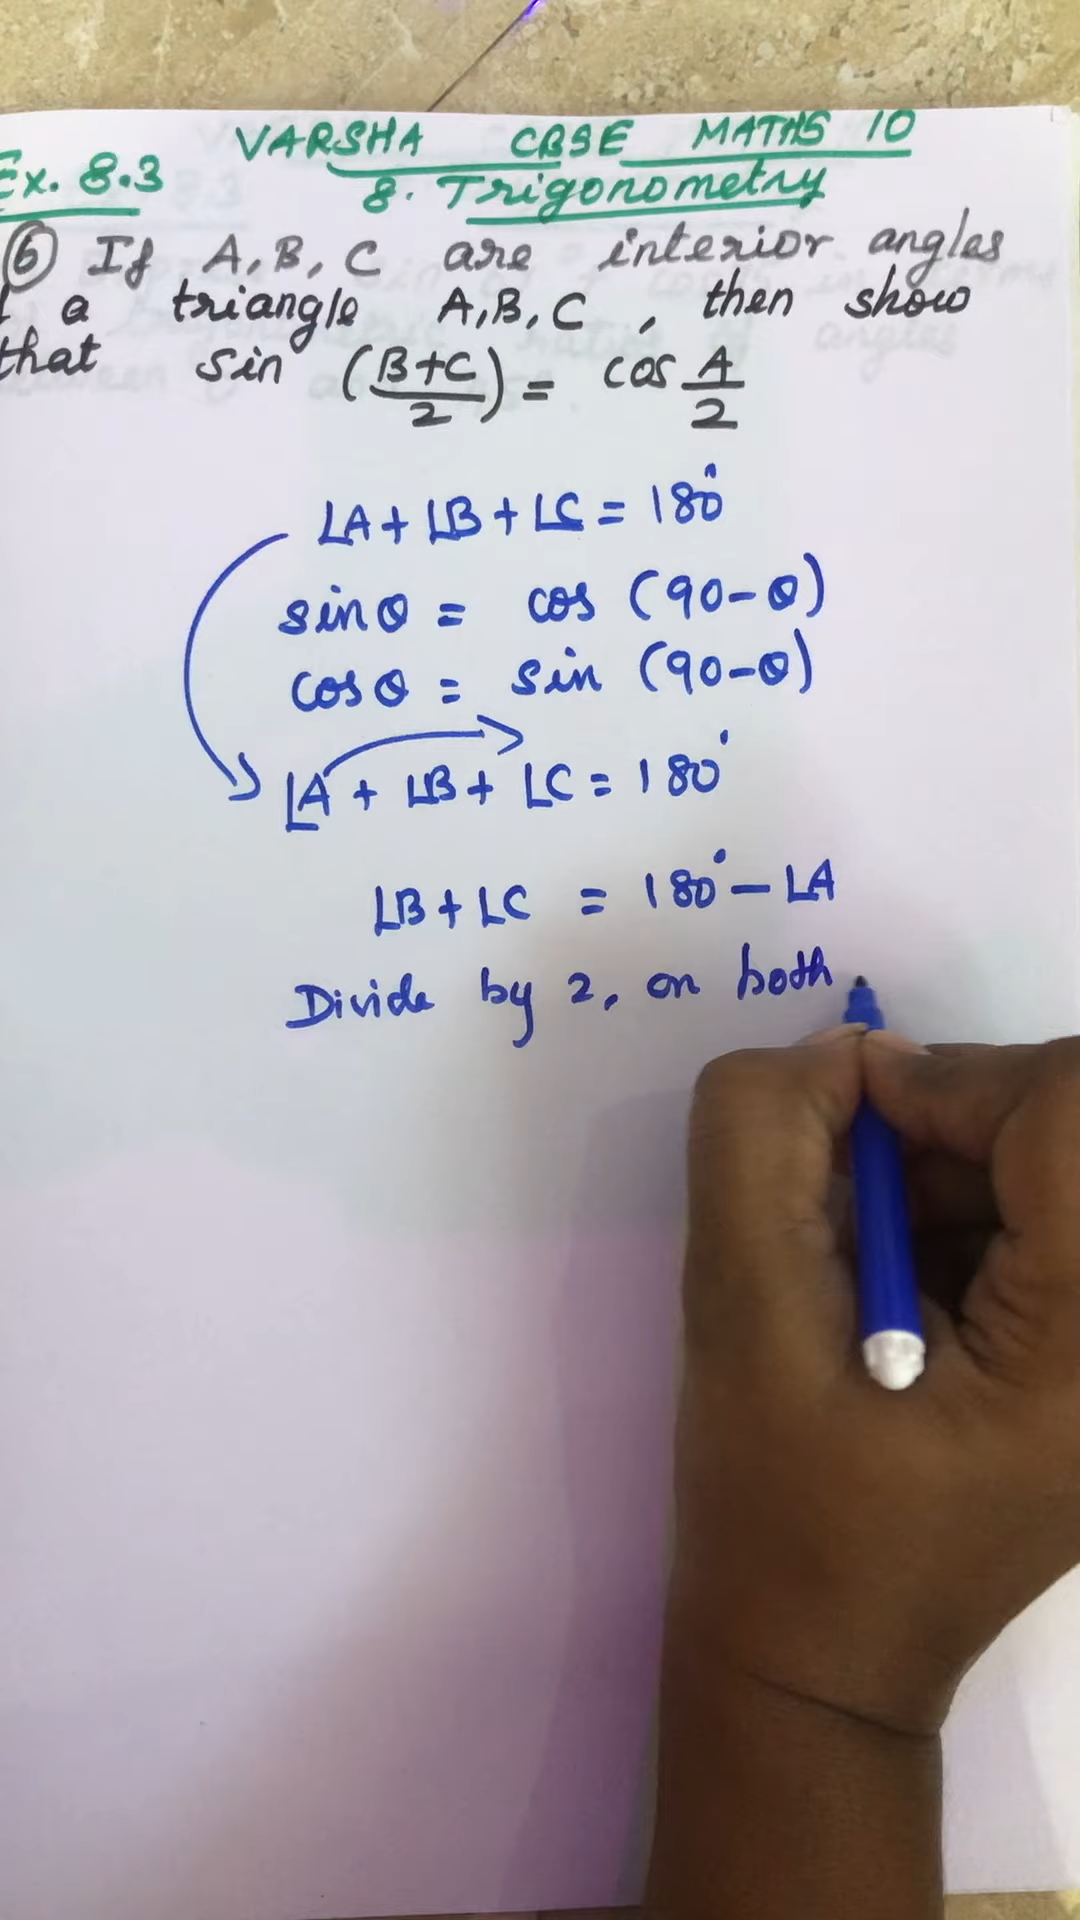 VARSHA CBSE MATHS 10
Ex. 8.3 8. Trigonometry
⑥ If A, B, C are interior angles
a triangle A, B, C , then show
that sin (B+C/2) = cos A/2
∠A + ∠B + ∠C = 180°
sin θ = cos (90-θ)
cos θ = sin (90-θ)
∠A + ∠B + ∠C = 180°
∠B + ∠C = 180° - ∠A
Divide by 2, on both